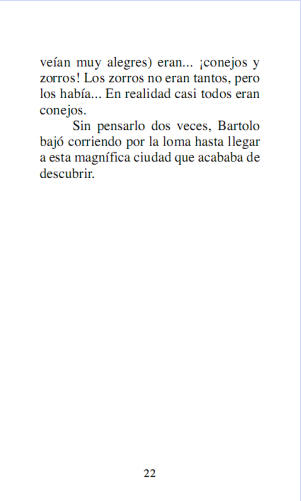 veían muy alegres) eran... ¡conejos y
zorros! Los zorros no eran tantos, pero
los había... En realidad casi todos eran
conejos.
Sin pensarlo dos veces, Bartolo
bajó corriendo por la loma hasta llegar
a esta magnífica ciudad que acababa de
descubrir.
22